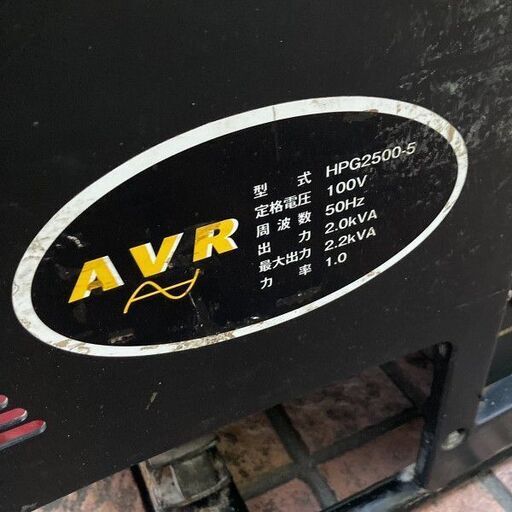 AVR
型式 HPG2500-5
定格電圧 100V
周波数 50Hz
出力 2.0kVA
最大出力 2.2kVA
力率 1.0